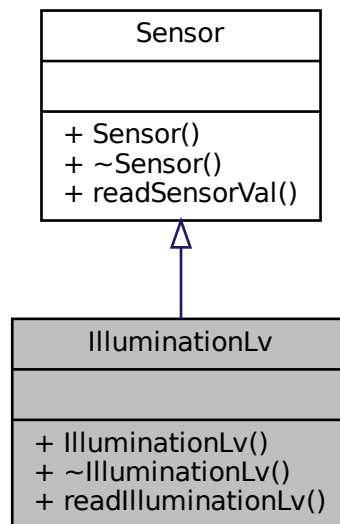 Sensor
+ Sensor()
+ ~Sensor()
+ readSensorVal()
IlluminationLv
+ IlluminationLv()
+ ~IlluminationLv()
+ readIlluminationLv()